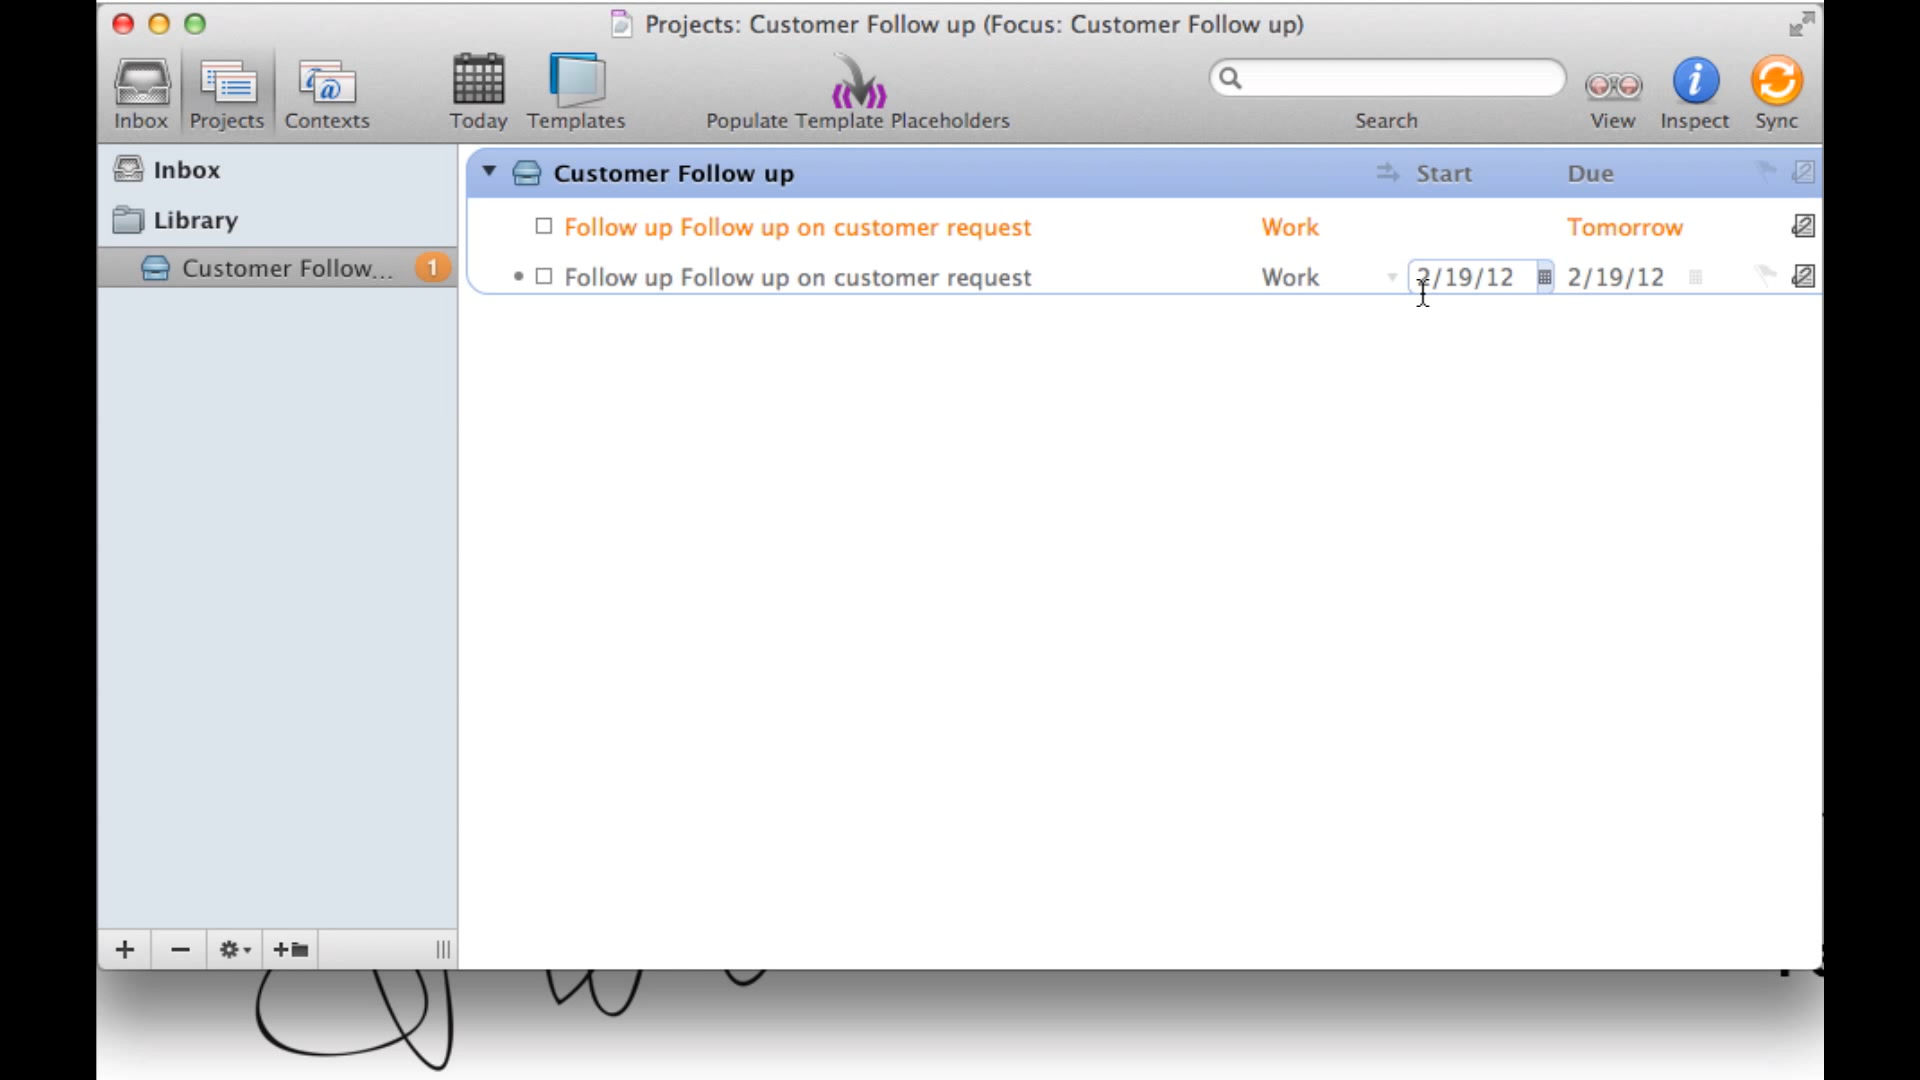 Projects: Customer Follow up (Focus: Customer Follow up)
Inbox Projects Contexts Today Templates Populate Template Placeholders Search View Inspect Sync
Inbox
Library
Customer Follow... 1
Customer Follow up Start Due
Follow up Follow up on customer request Work Tomorrow
Follow up Follow up on customer request Work 2/19/12 2/19/12